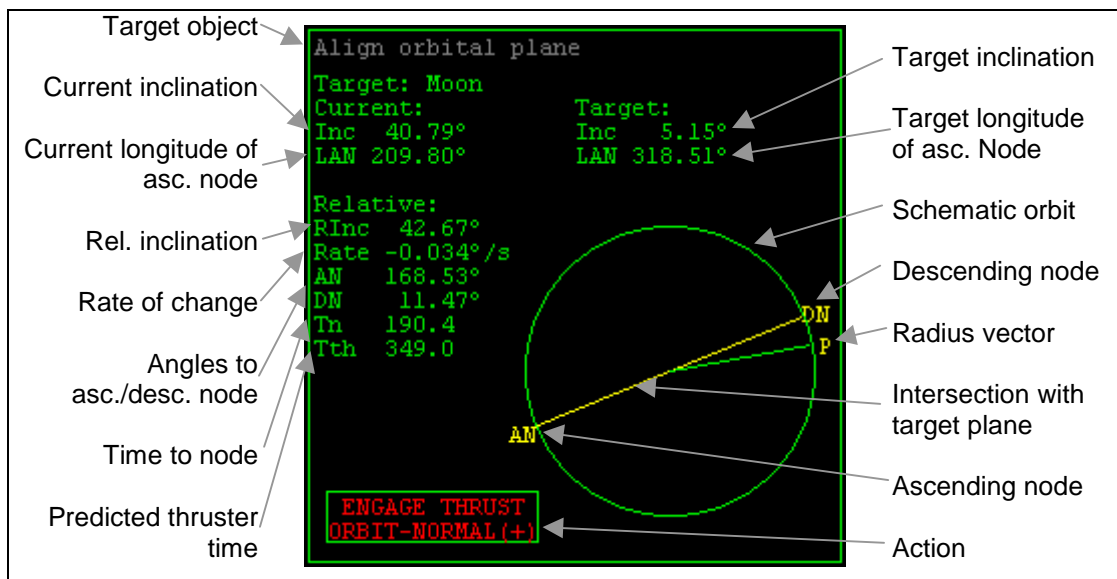 Target object
Current inclination
Current longitude of
asc. node
Rel. inclination
Rate of change
Angles to
asc./desc. node
Time to node
Predicted thruster
time
Align orbital plane
Target: Moon
Current:
Inc 40.79°
LAN 209.80°
Target:
Inc 5.15°
LAN 318.51°
Relative:
RInc 42.67°
Rate -0.034°/s
AN 168.53°
DN 11.47°
Tn 190.4
Tth 349.0
DN
P
AN
ENGAGE THRUST
ORBIT-NORMAL(+)
Target inclination
Target longitude
of asc. Node
Schematic orbit
Descending node
Radius vector
Intersection with
target plane
Ascending node
Action